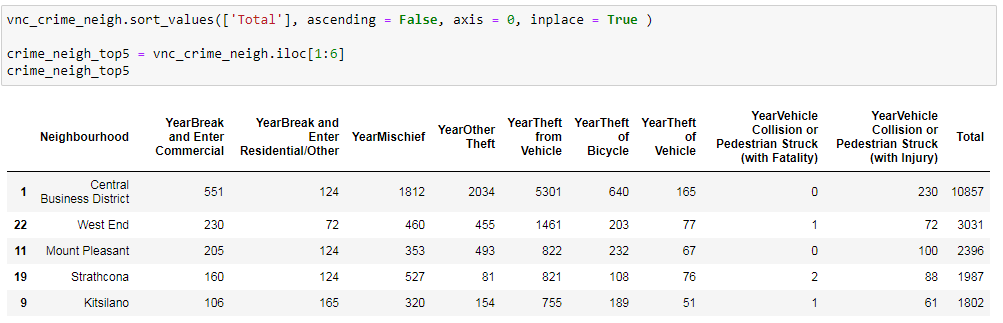 vnc_crime_neigh.sort_values(['Total'], ascending = False, axis = 0, inplace = True )
crime_neigh_top5 = vnc_crime_neigh.iloc[1:6]
crime_neigh_top5
Neighbourhood YearBreak and Enter Commercial YearBreak and Enter Residential/Other YearMischief YearOther Theft YearTheft from Vehicle YearTheft of Bicycle YearTheft of Vehicle YearVehicle Collision or Pedestrian Struck (with Fatality) YearVehicle Collision or Pedestrian Struck (with Injury) Total
1 Central Business District 551 124 1812 2034 5301 640 165 0 230 10857
22 West End 230 72 460 455 1461 203 77 1 72 3031
11 Mount Pleasant 205 124 353 493 822 232 67 0 100 2396
19 Strathcona 160 124 527 81 821 108 76 2 88 1987
9 Kitsilano 106 165 320 154 755 189 51 1 61 1802